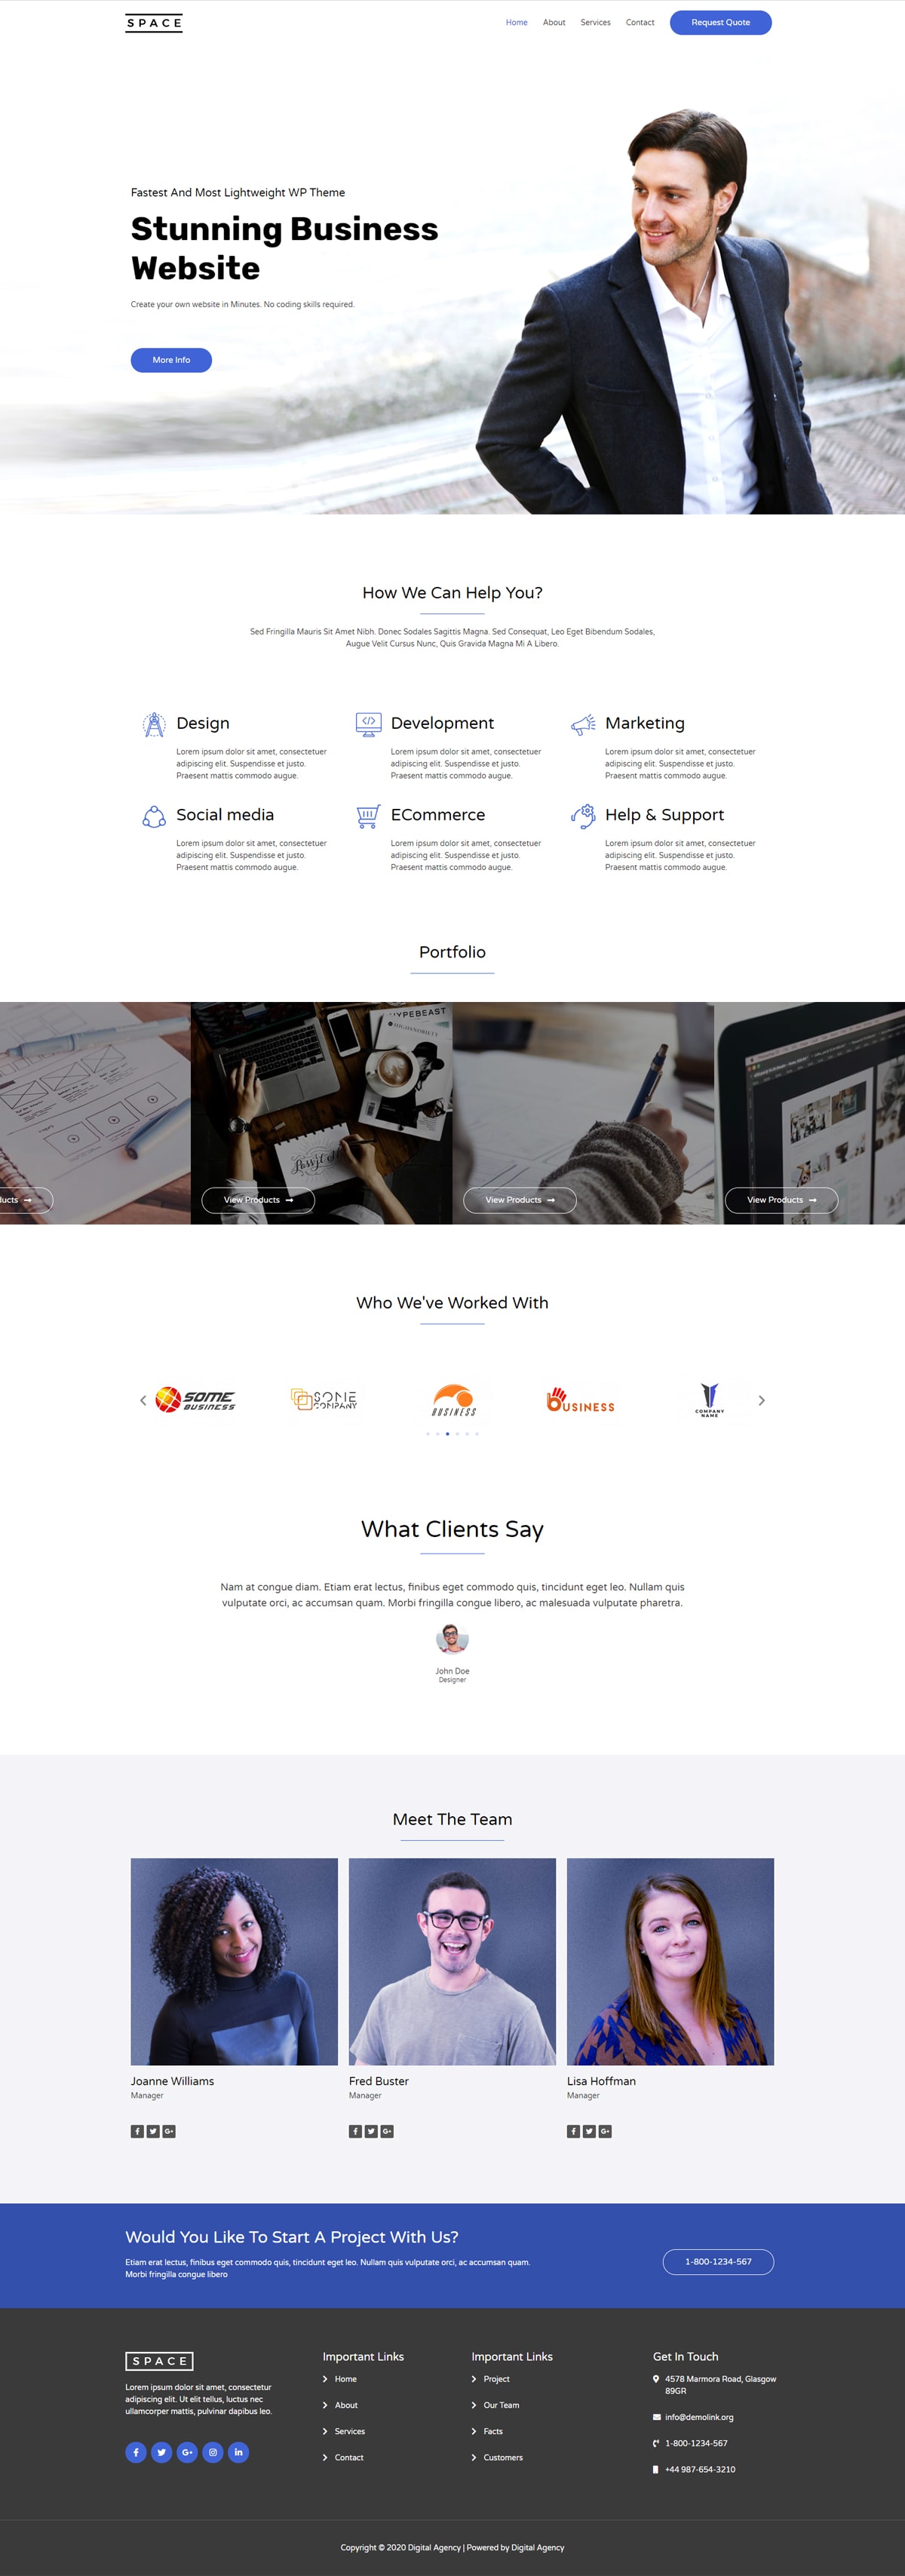 SPACE
Home About Services Contact Request Quote
Fastest And Most Lightweight WP Theme
Stunning Business
Website
Create your own website in Minutes. No coding skills required.
More Info
How We Can Help You?
Sed Fringilla Mauris Sit Amet Nibh. Donec Sodales Sagittis Magna. Sed Consequat, Leo Eget Bibendum Sodales,
Augue Velit Cursus Nunc, Quis Gravida Magna Mi A Libero.
Design
Lorem ipsum dolor sit amet, consectetuer
adipiscing elit. Suspendisse et justo.
Praesent mattis commodo augue.
Development
Lorem ipsum dolor sit amet, consectetuer
adipiscing elit. Suspendisse et justo.
Praesent mattis commodo augue.
Marketing
Lorem ipsum dolor sit amet, consectetuer
adipiscing elit. Suspendisse et justo.
Praesent mattis commodo augue.
Social media
Lorem ipsum dolor sit amet, consectetuer
adipiscing elit. Suspendisse et justo.
Praesent mattis commodo augue.
ECommerce
Lorem ipsum dolor sit amet, consectetuer
adipiscing elit. Suspendisse et justo.
Praesent mattis commodo augue.
Help & Support
Lorem ipsum dolor sit amet, consectetuer
adipiscing elit. Suspendisse et justo.
Praesent mattis commodo augue.
Portfolio
YPEBEAST
ucts
View Products
View Products
View Products
Who We've Worked With
SOME
BUSINESS
SOME
COMPANY
BUSINESS
BUSINESS
COMPANY
NAME
What Clients Say
Nam at congue diam. Etiam erat lectus, finibus eget commodo quis, tincidunt eget leo. Nullam quis
vulputate orci, ac accumsan quam. Morbi fringilla congue libero, ac malesuada vulputate pharetra.
John Doe
Designer
Meet The Team
Joanne Williams
Manager
Fred Buster
Manager
Lisa Hoffman
Manager
Would You Like To Start A Project With Us?
Etiam erat lectus, finibus eget commodo quis, tincidunt eget leo. Nullam quis vulputate orci, ac accumsan quam.
Morbi fringilla congue libero
1-800-1234-567
SPACE
Lorem ipsum dolor sit amet, consectetur
adipiscing elit. Ut elit tellus, luctus nec
ullamcorper mattis, pulvinar dapibus leo.
Important Links
Home
About
Services
Contact
Important Links
Project
Our Team
Facts
Customers
Get In Touch
4578 Marmora Road, Glasgow
89GR
info@demolink.org
1-800-1234-567
+44 987-654-3210
Copyright © 2020 Digital Agency | Powered by Digital Agency